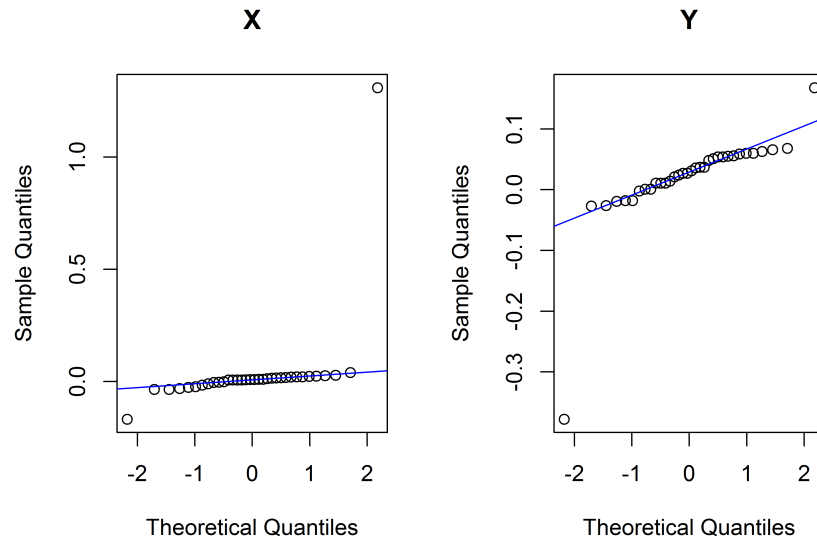 X
Sample Quantiles
1.0
0.5
0.0
-2 -1 0 1 2
Theoretical Quantiles
Y
Sample Quantiles
0.1
0.0
-0.1
-0.2
-0.3
-2 -1 0 1 2
Theoretical Quantiles